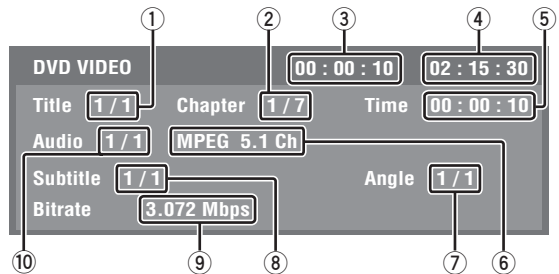 ① ② ③ ④ ⑤
DVD VIDEO 00 : 00 : 10 02 : 15 : 30
Title 1 / 1 Chapter 1 / 7 Time 00 : 00 : 10
Audio 1 / 1 MPEG 5.1 Ch
Subtitle 1 / 1 Angle 1 / 1
Bitrate 3.072 Mbps
⑩ ⑨ ⑧ ⑦ ⑥